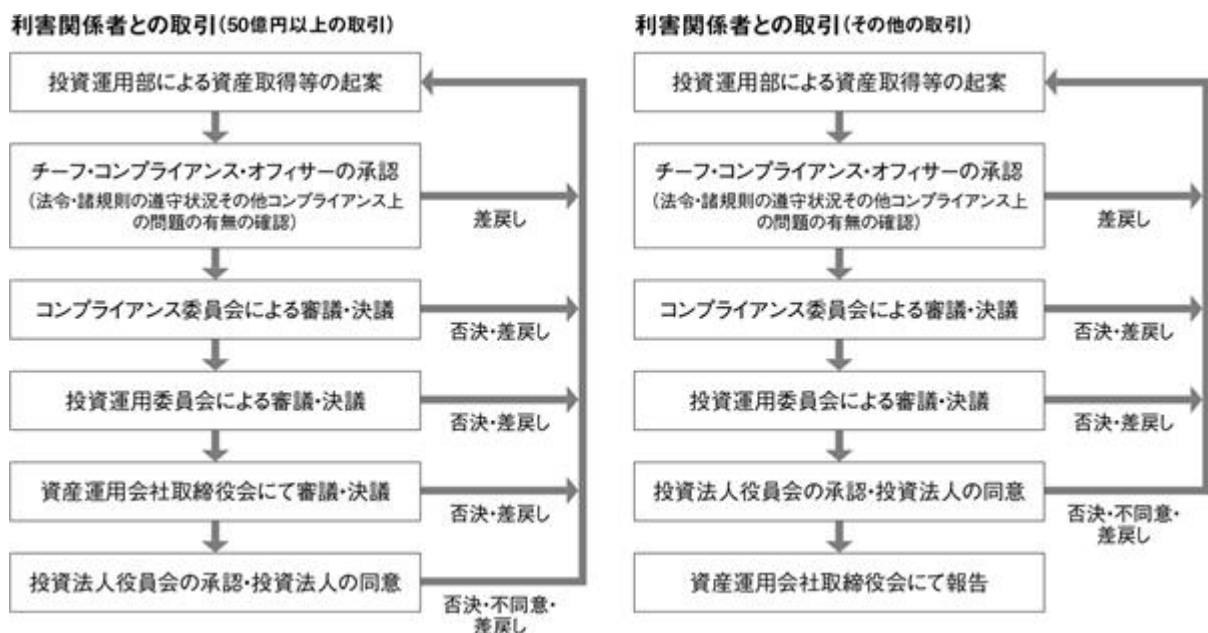 利害関係者との取引(50億円以上の取引)
投資運用部による資産取得等の起案
チーフ・コンプライアンス・オフィサーの承認
(法令・諸規則の遵守状況その他コンプライアンス上
の問題の有無の確認)
差戻し
コンプライアンス委員会による審議・決議
否決・差戻し
投資運用委員会による審議・決議
否決・差戻し
資産運用会社取締役会にて審議・決議
否決・差戻し
投資法人役員会の承認・投資法人の同意
否決・不同意・
差戻し
利害関係者との取引(その他の取引)
投資運用部による資産取得等の起案
チーフ・コンプライアンス・オフィサーの承認
(法令・諸規則の遵守状況その他コンプライアンス上
の問題の有無の確認)
差戻し
コンプライアンス委員会による審議・決議
否決・差戻し
投資運用委員会による審議・決議
否決・差戻し
投資法人役員会の承認・投資法人の同意
否決・不同意・
差戻し
資産運用会社取締役会にて報告